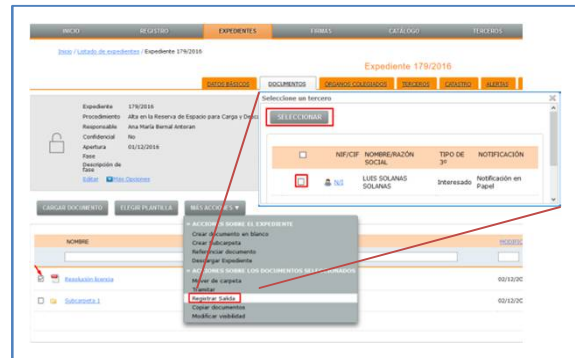 INICIO REGISTRO EXPEDIENTES FIRMAS CATÁLOGO TERCEROS
Inicio / Listado de expedientes / Expediente 179/2016
Expediente 179/2016
DATOS BÁSICOS DOCUMENTOS ÓRGANOS COLEGIADOS TERCEROS CATASTRO ALERTAS
Seleccione un tercero
SELECCIONAR
Expediente 179/2016
Procedimiento Alta en la Reserva de Espacio para Carga y Desc
Responsable Ana María Bernal Antoran
Confidencial No
Apertura 01/12/2016
Fase
Descripción de fase
Editar Más Opciones
NIF/CIF NOMBRE/RAZÓN SOCIAL TIPO DE 3º NOTIFICACIÓN
LUIS SOLANAS SOLANAS Interesado Notificación en Papel
CARGAR DOCUMENTO ELEGIR PLANTILLA MÁS ACCIONES
ACCIONES SOBRE EL EXPEDIENTE
Crear documento en blanco
Crear Subcarpeta
Referenciar documento
Descargar Expediente
ACCIONES SOBRE LOS DOCUMENTOS SELECCIONADOS
Mover de carpeta
Tramitar
Registrar Salida
Copiar documentos
Modificar visibilidad
NOMBRE MODIFIC
Resolución licencia 02/12/20
Subcarpeta 1 02/12/20